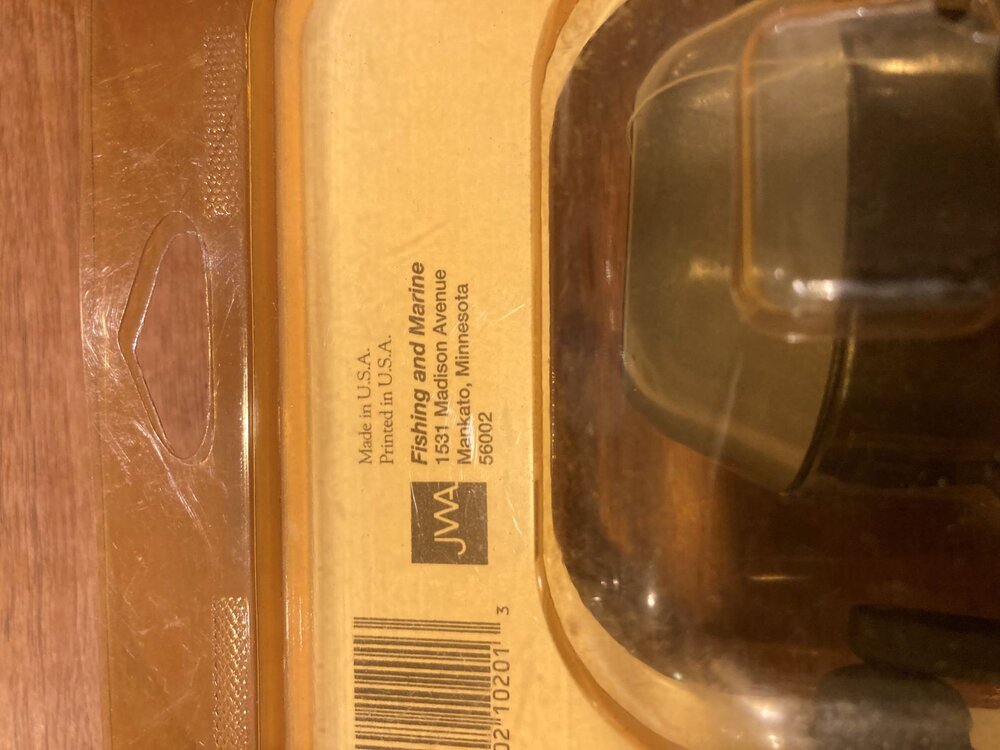 Made in U.S.A.
Printed in U.S.A.
JWA
Fishing and Marine
1531 Madison Avenue
Mankato, Minnesota
56002
02 10201 3